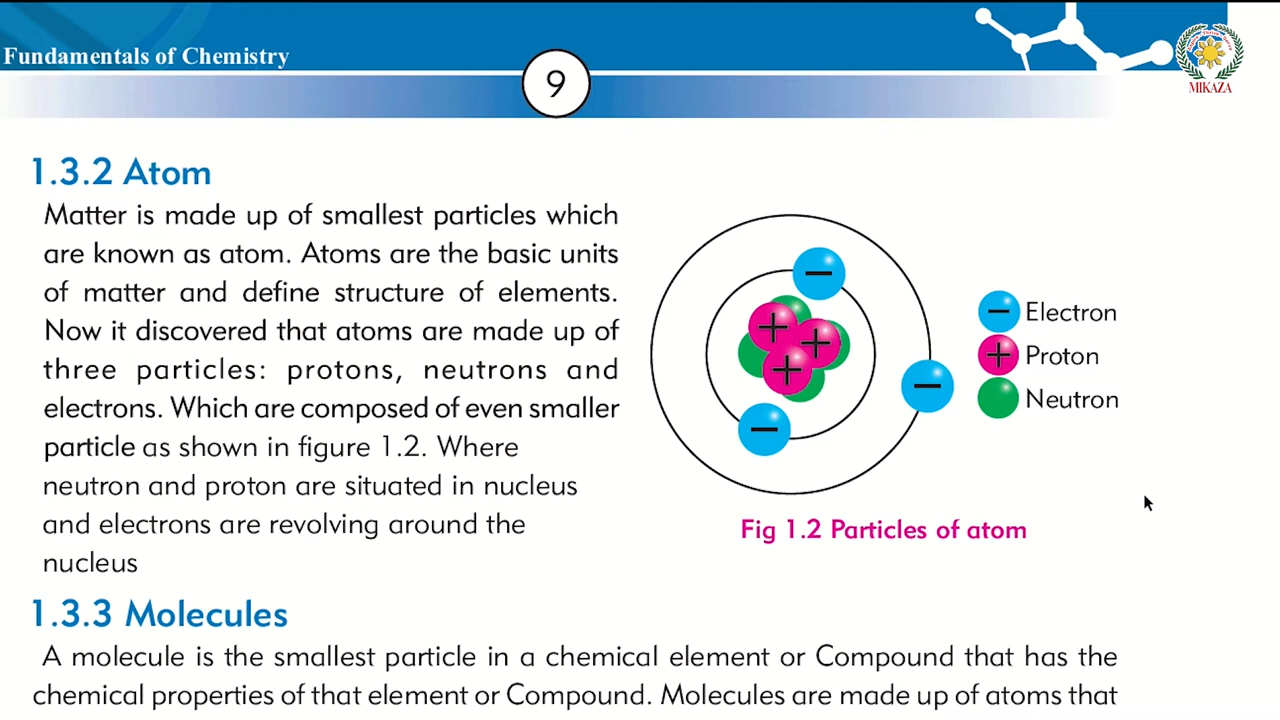 Fundamentals of Chemistry
9
MIKAZA
1.3.2 Atom
Matter is made up of smallest particles which
are known as atom. Atoms are the basic units
of matter and define structure of elements.
Now it discovered that atoms are made up of
three particles: protons, neutrons and
electrons. Which are composed of even smaller
particle as shown in figure 1.2. Where
neutron and proton are situated in nucleus
and electrons are revolving around the
nucleus
Electron
Proton
Neutron
Fig 1.2 Particles of atom
1.3.3 Molecules
A molecule is the smallest particle in a chemical element or Compound that has the
chemical properties of that element or Compound. Molecules are made up of atoms that